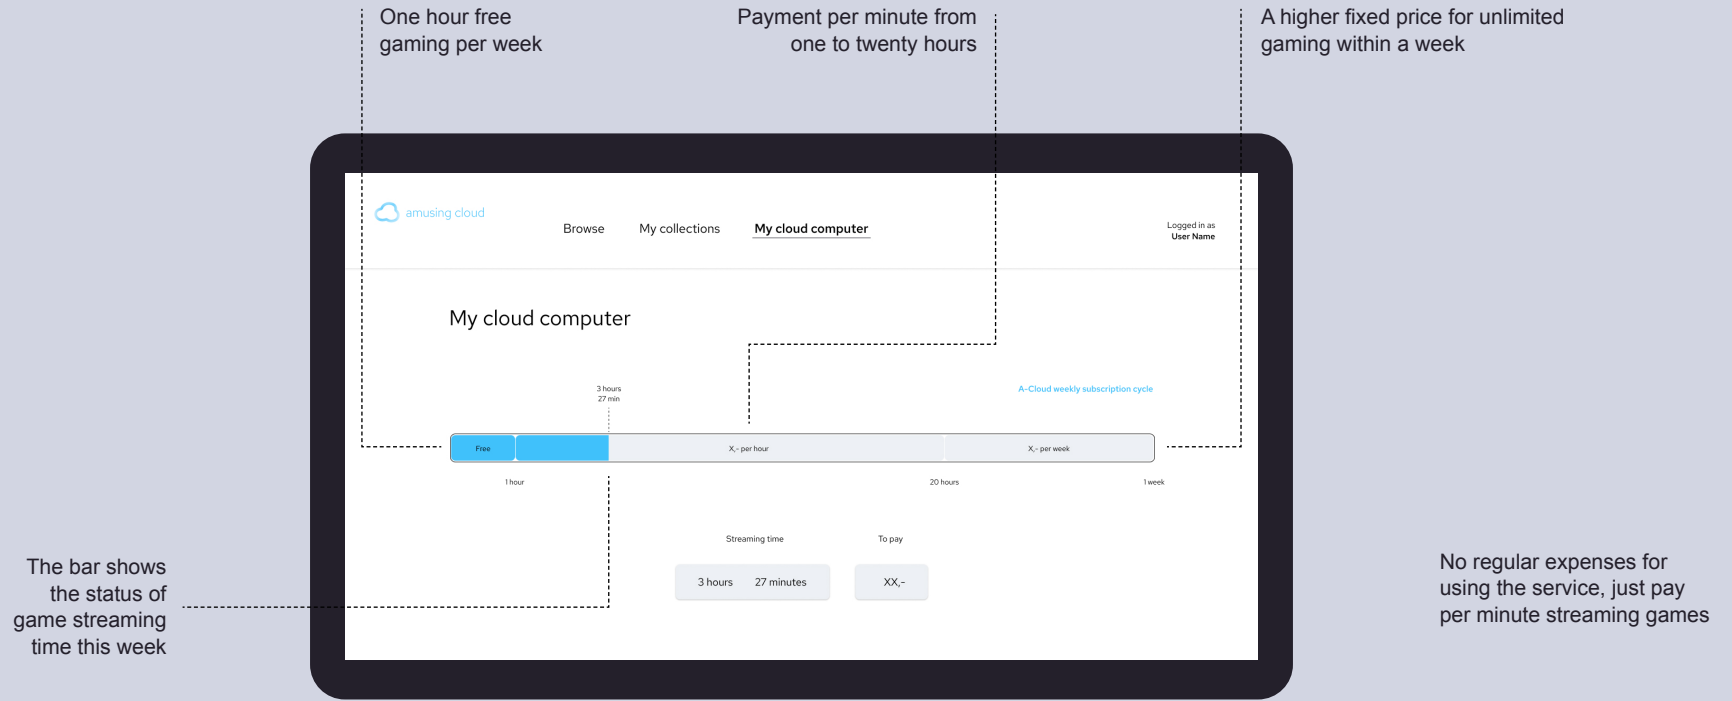 One hour free
gaming per week
Payment per minute from
one to twenty hours
A higher fixed price for unlimited
gaming within a week
amusing cloud
Browse
My collections
My cloud computer
Logged in as
User Name
My cloud computer
3 hours
27 min
A-Cloud weekly subscription cycle
Free
X,- per hour
X,- per week
1 hour
20 hours
1 week
Streaming time
To pay
3 hours 27 minutes
XX,-
The bar shows
the status of
game streaming
time this week
No regular expenses for
using the service, just pay
per minute streaming games